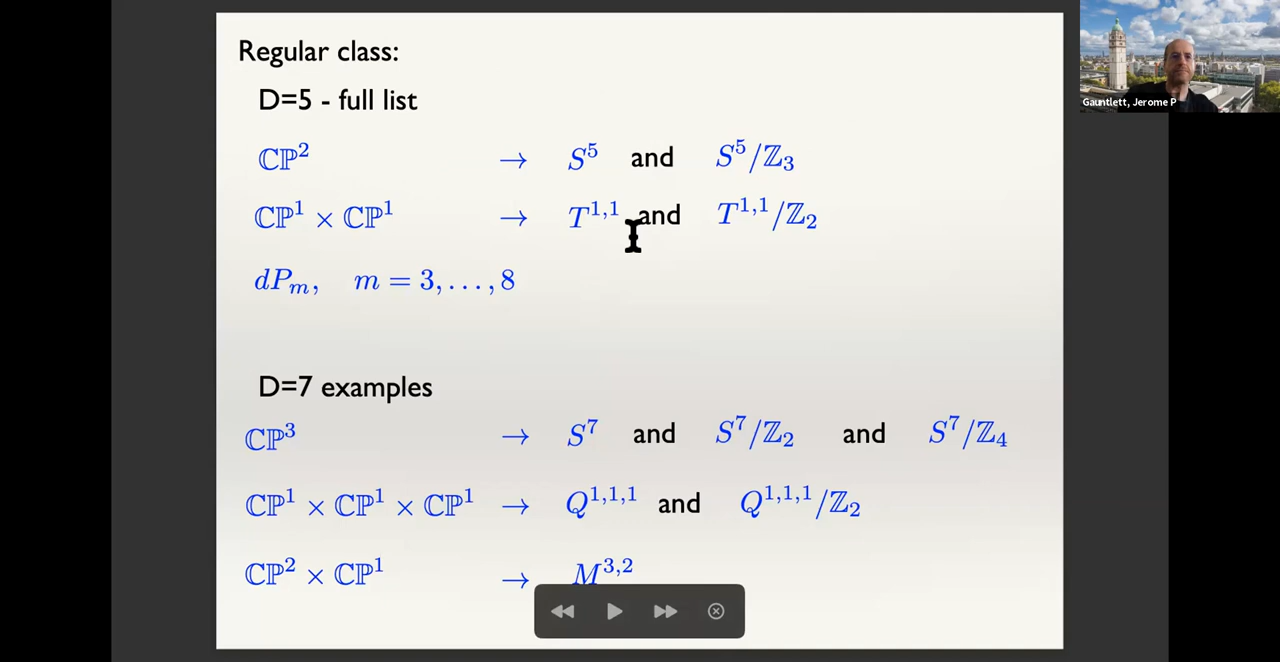 Regular class:
D=5 - full list
ℂℙ² → S⁵ and S⁵/ℤ₃
ℂℙ¹ × ℂℙ¹ → T¹,¹ and T¹,¹/ℤ₂
dPₘ, m = 3, . . . , 8
D=7 examples
ℂℙ³ → S⁷ and S⁷/ℤ₂ and S⁷/ℤ₄
ℂℙ¹ × ℂℙ¹ × ℂℙ¹ → Q¹,¹,¹ and Q¹,¹,¹/ℤ₂
ℂℙ² × ℂℙ¹ → M³,²
Gauntlett, Jerome P